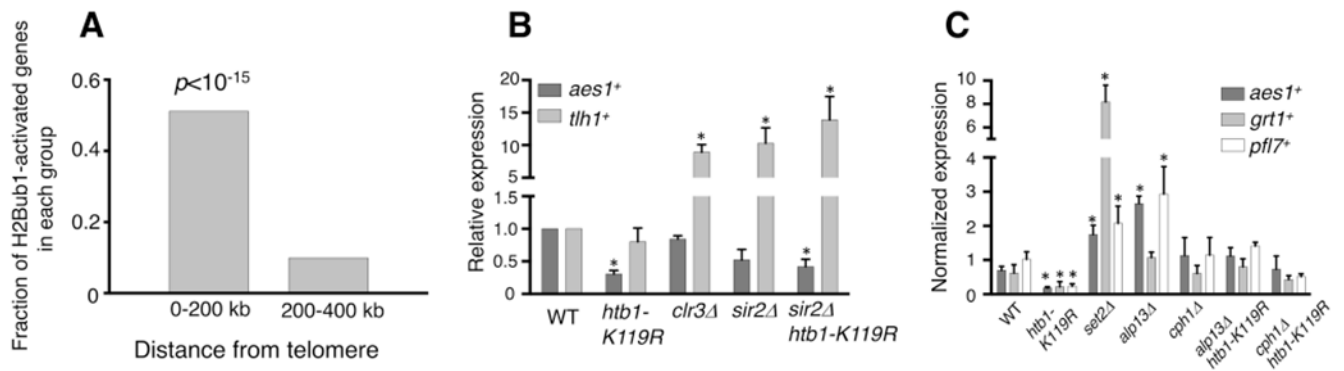 A
Fraction of H2Bub1-activated genes
in each group
0.6
0.4
0.2
0
p<10-15
0-200 kb
200-400 kb
Distance from telomere
B
Relative expression
20
15
10
5
1.5
1.0
0.5
0
aes1+
tlh1+
*
*
*
*
*
WT
htb1-
K119R
clr3Δ
sir2Δ
sir2Δ
htb1-K119R
C
Normalized expression
10
8
6
4
4
3
2
1
0
aes1+
grt1+
pfl7+
* * *
*
*
*
*
*
WT
htb1-
K119R
set2Δ
alp13Δ
cph1Δ
alp13Δ
htb1-K119R
cph1Δ
htb1-K119R